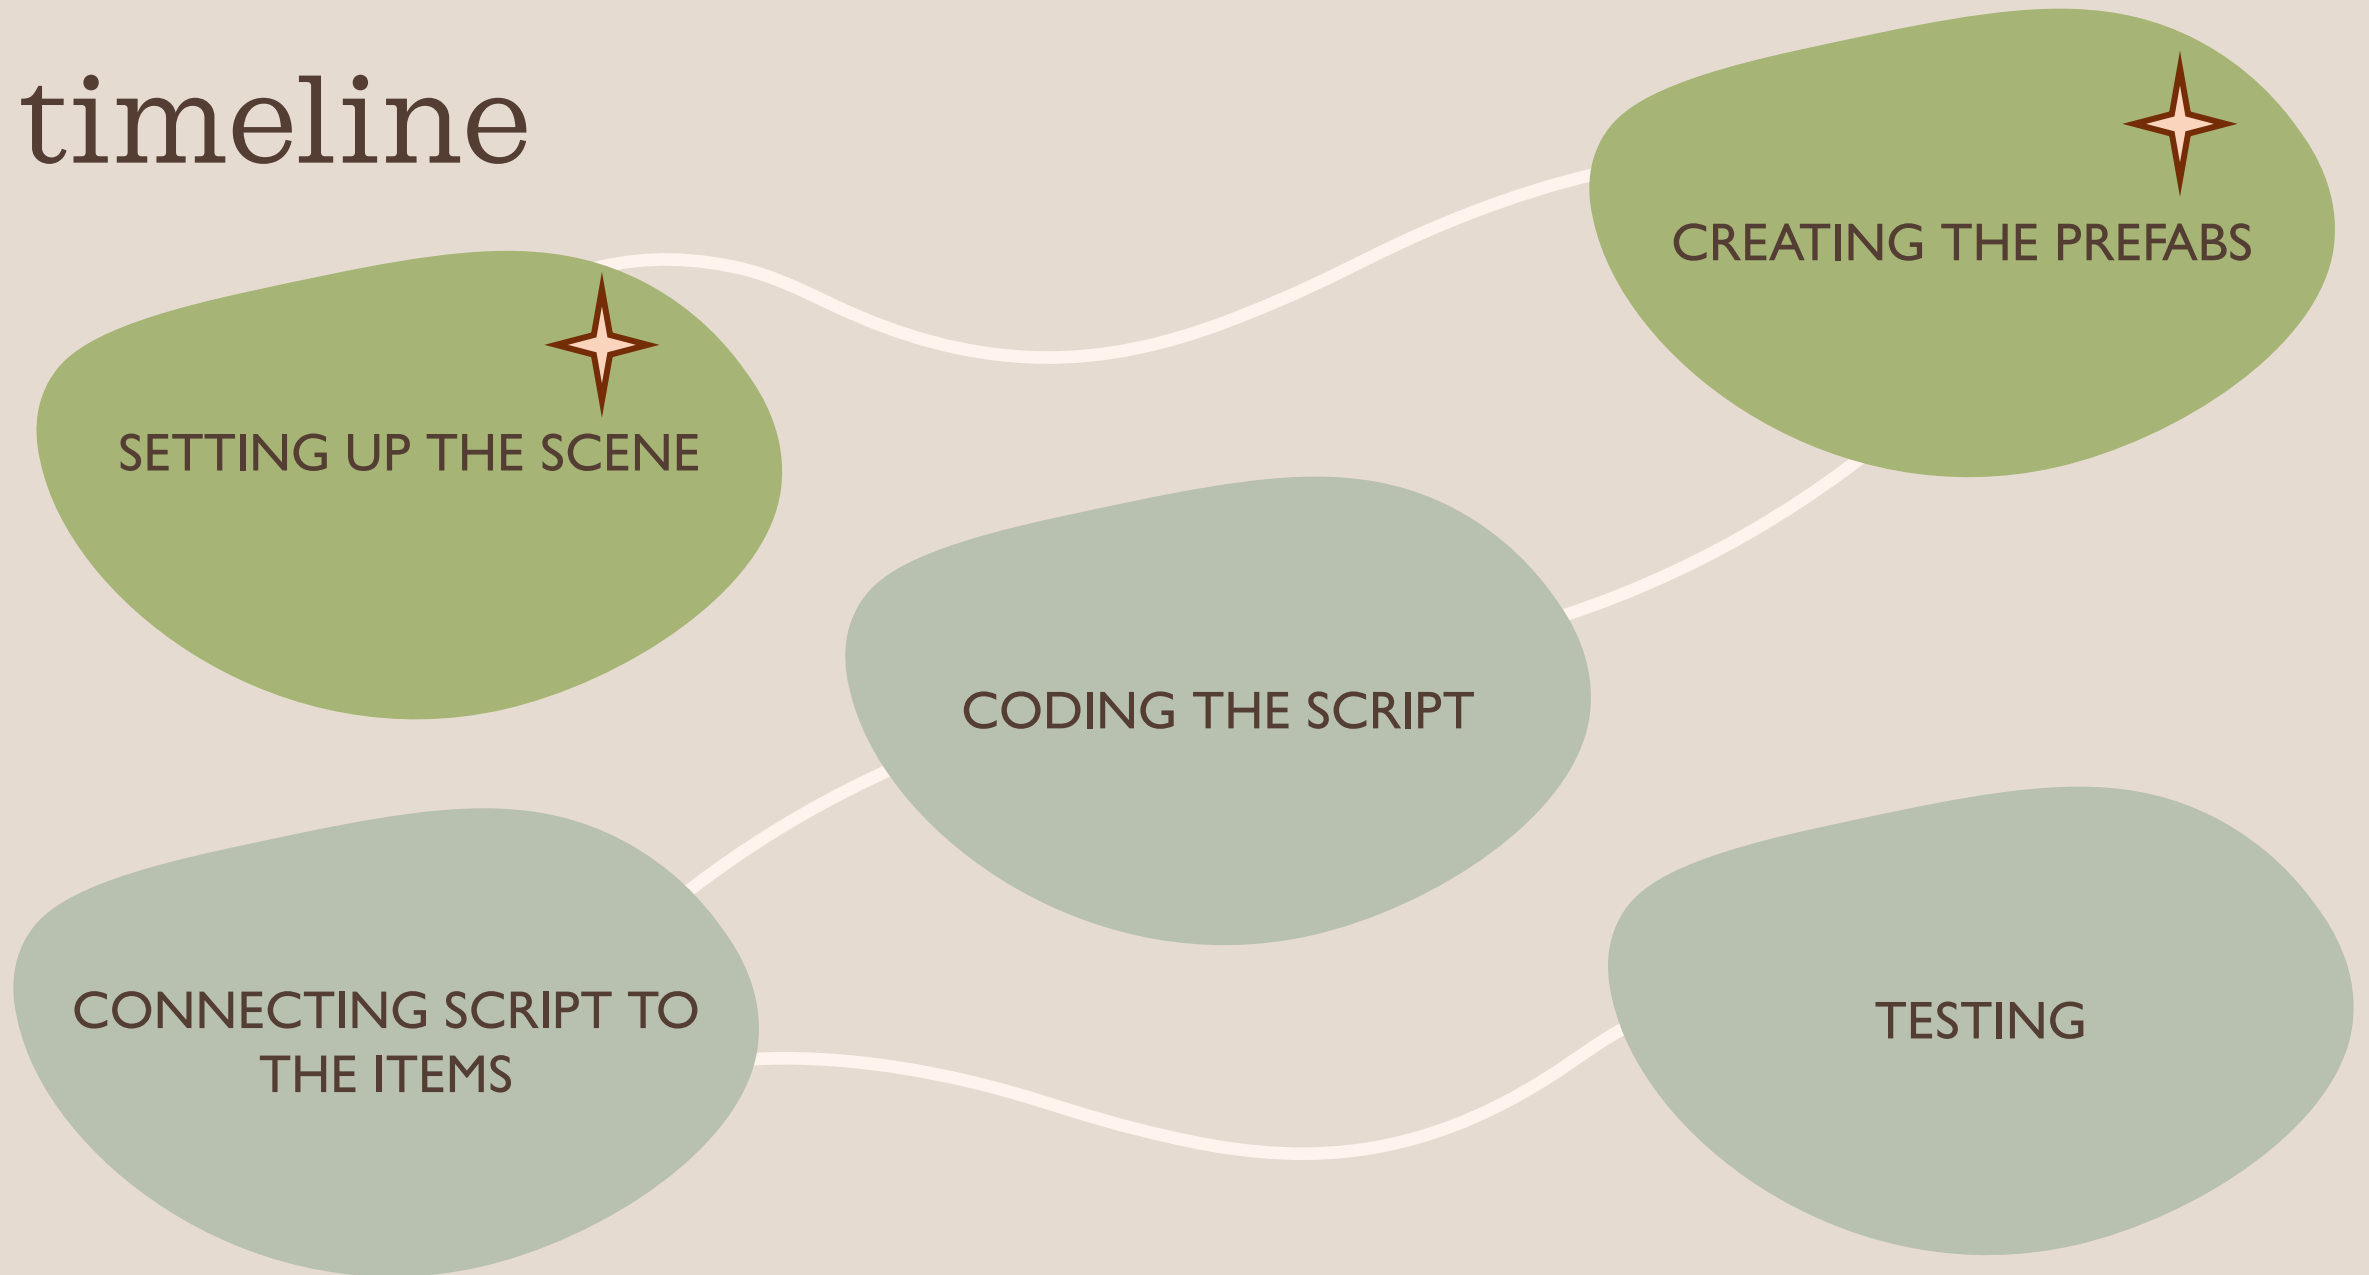 timeline
SETTING UP THE SCENE
CREATING THE PREFABS
CODING THE SCRIPT
CONNECTING SCRIPT TO
THE ITEMS
TESTING